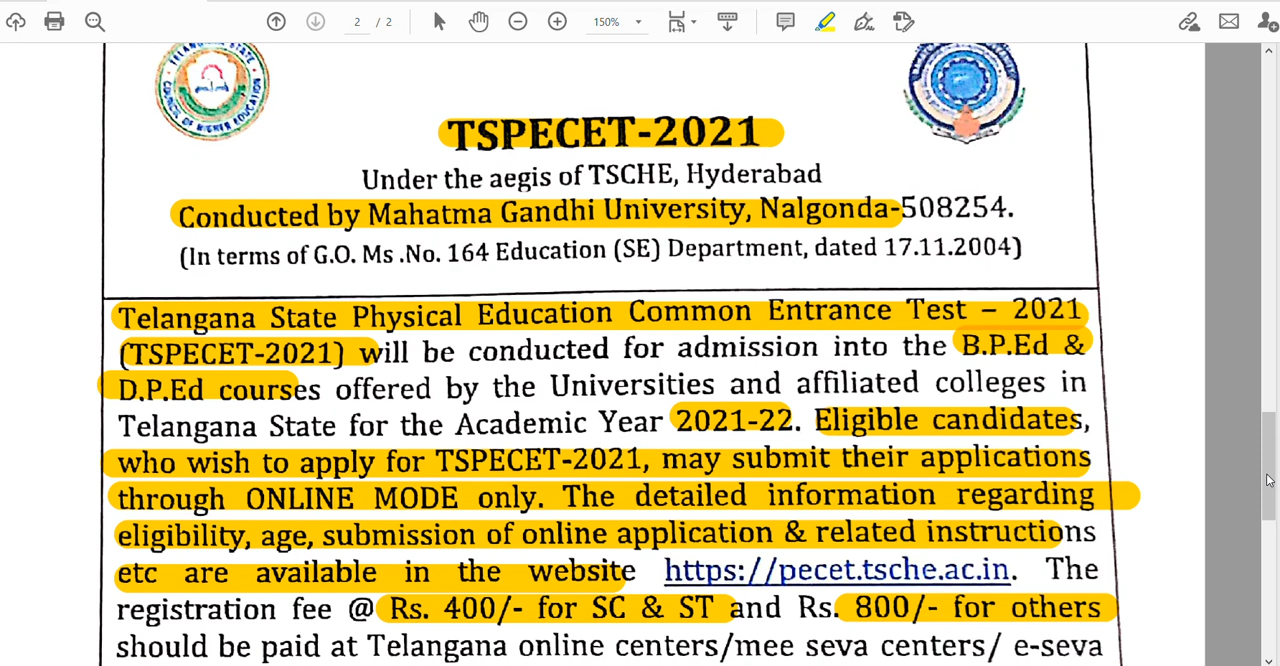 2 / 2
150%
TELANGANA STATE
COUNCIL OF HIGHER EDUCATION
TSPECET-2021
Under the aegis of TSCHE, Hyderabad
Conducted by Mahatma Gandhi University, Nalgonda-508254.
(In terms of G.O. Ms .No. 164 Education (SE) Department, dated 17.11.2004)
Telangana State Physical Education Common Entrance Test – 2021
(TSPECET-2021) will be conducted for admission into the B.P.Ed &
D.P.Ed courses offered by the Universities and affiliated colleges in
Telangana State for the Academic Year 2021-22. Eligible candidates,
who wish to apply for TSPECET-2021, may submit their applications
through ONLINE MODE only. The detailed information regarding
eligibility, age, submission of online application & related instructions
etc are available in the website https://pecet.tsche.ac.in. The
registration fee @ Rs. 400/- for SC & ST and Rs. 800/- for others
should be paid at Telangana online centers/mee seva centers/ e-seva